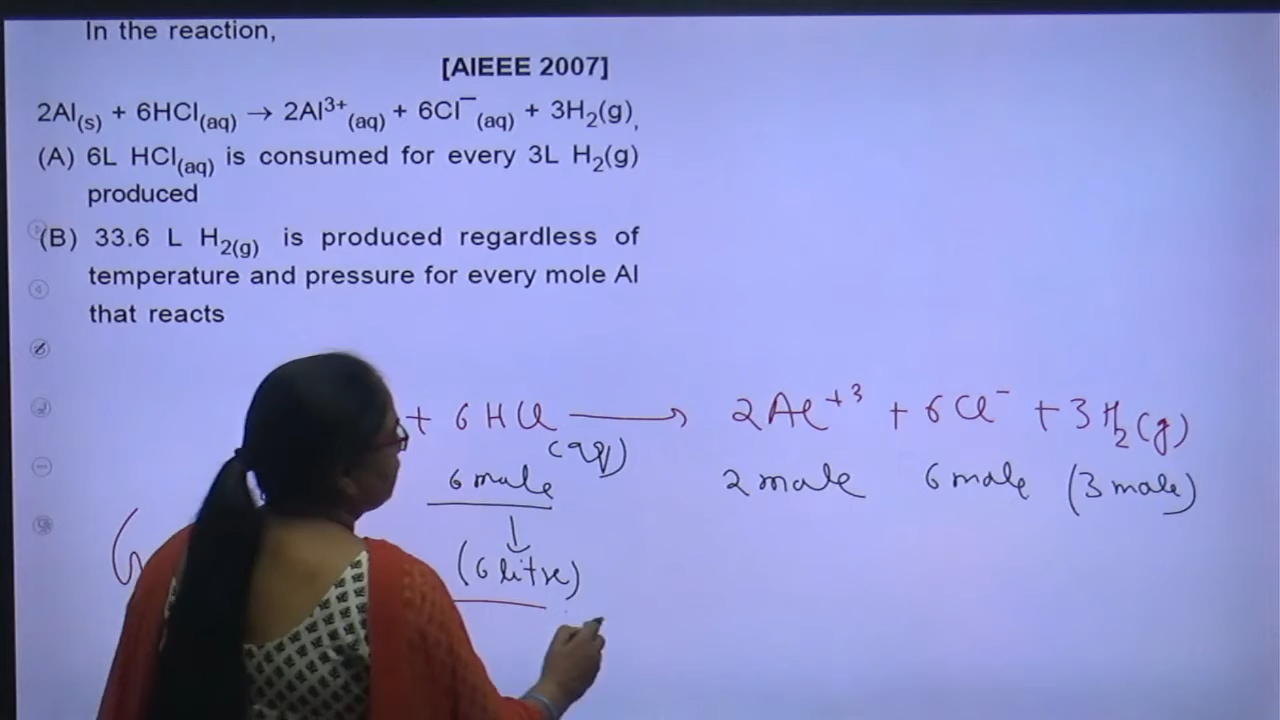 In the reaction,
[AIEEE 2007]
2Al(s) + 6HCl(aq) → 2Al³⁺(aq) + 6Cl⁻(aq) + 3H₂(g),
(A) 6L HCl(aq) is consumed for every 3L H₂(g)
produced
(B) 33.6 L H₂(g) is produced regardless of
temperature and pressure for every mole Al
that reacts
+ 6HCl (aq) → 2Al⁺³ + 6Cl⁻ + 3H₂(g)
6 mole 2 mole 6 mole (3 mole)
(6 litre)